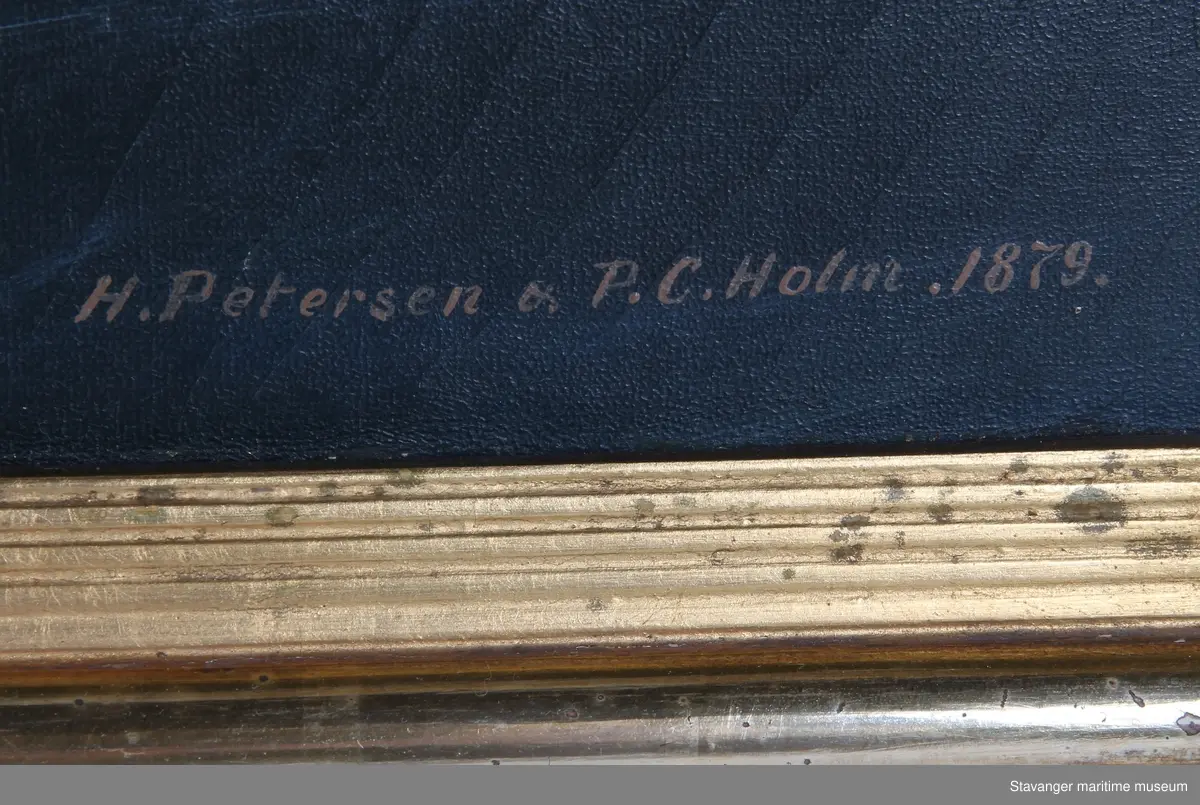 H. Petersen & P. C. Holm. 1879.
Stavanger maritime museum